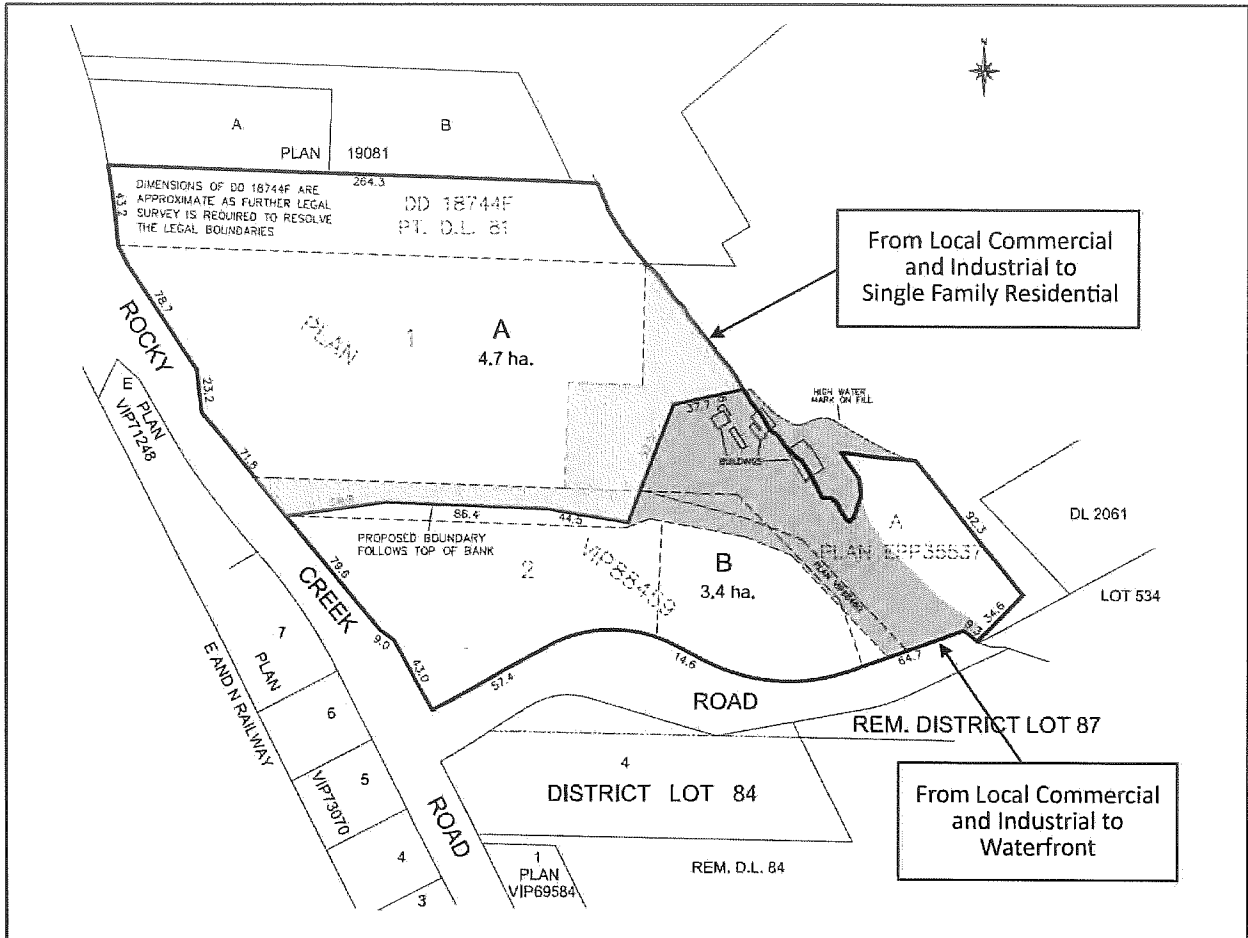 N
A
B
PLAN 19081
264.3
DIMENSIONS OF DD 18744F ARE
APPROXIMATE AS FURTHER LEGAL
SURVEY IS REQUIRED TO RESOLVE
THE LEGAL BOUNDARIES
43.2
DD 18744F
PT. D.L. 81
From Local Commercial
and Industrial to
Single Family Residential
78.7
ROCKY
PLAN
1
A
4.7 ha.
23.2
E
PLAN
VIP71248
HIGH WATER
MARK ON FILL
37.7
BUILDINGS
71.8
86.4
44.5
PROPOSED BOUNDARY
FOLLOWS TOP OF BANK
2
VIP88459
B
3.4 ha.
A
PLAN EPP35537
92.3
DL 2061
LOT 534
34.6
9.3
79.6
CREEK
9.0
43.0
57.4
14.6
64.7
ROAD
7
PLAN
E AND N RAILWAY
6
5
VIP73070
4
3
ROAD
REM. DISTRICT LOT 87
4
DISTRICT LOT 84
From Local Commercial
and Industrial to
Waterfront
1
PLAN
VIP69584
REM. D.L. 84